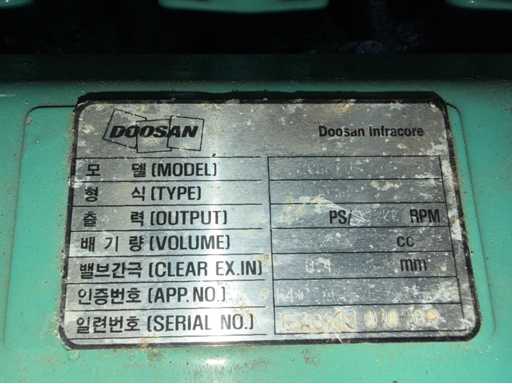 DOOSAN Doosan Infracore
모 델 (MODEL)
형 식 (TYPE)
출 력 (OUTPUT) PS/ RPM
배 기 량 (VOLUME) cc
밸브간극 (CLEAR EX.IN) mm
인증번호 (APP.NO.)
일련번호 (SERIAL NO.)